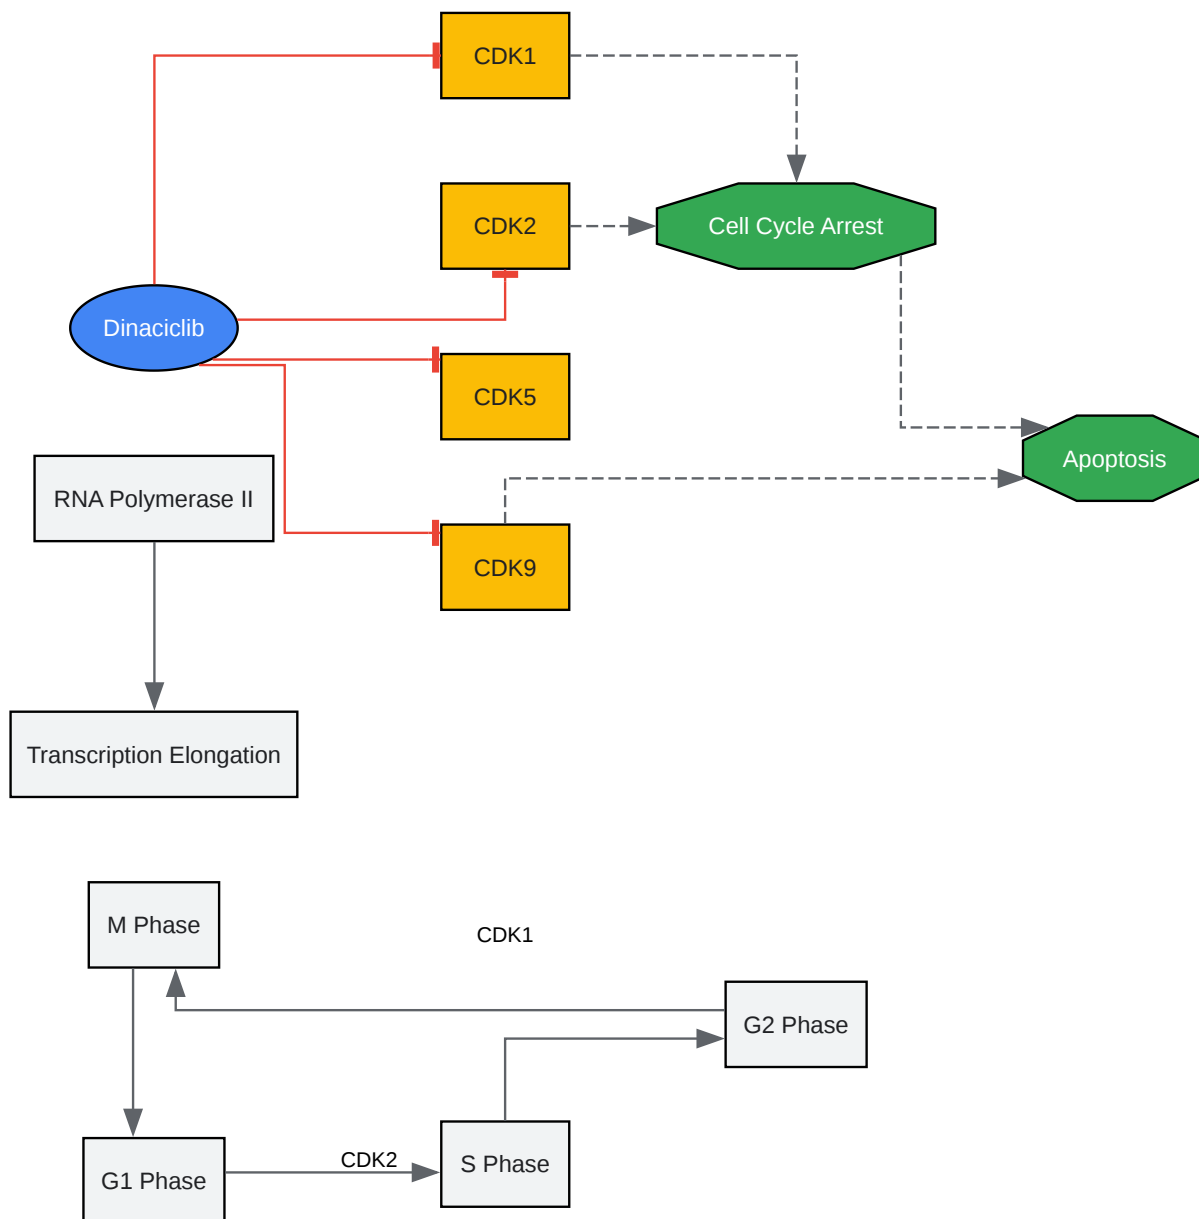 CDK1
CDK2
Cell Cycle Arrest
Dinaciclib
CDK5
Apoptosis
RNA Polymerase II
CDK9
Transcription Elongation
M Phase
CDK1
G2 Phase
CDK2
S Phase
G1 Phase